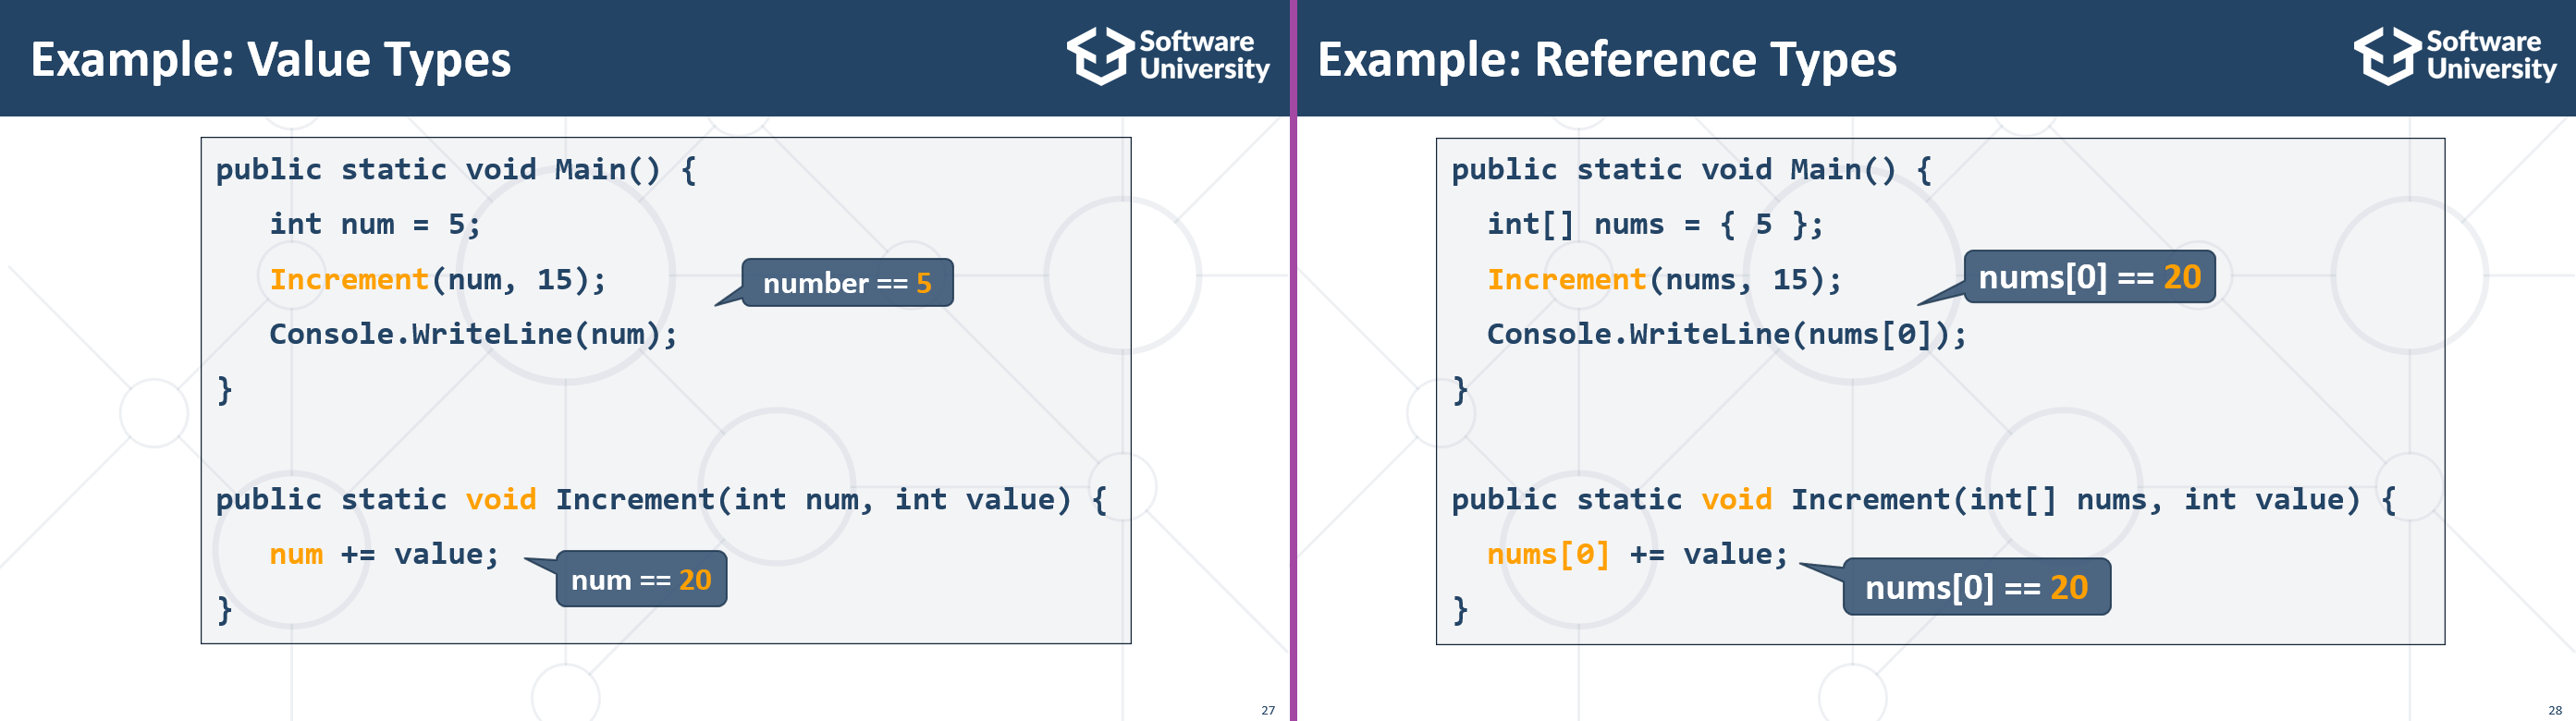 Example: Value Types
Software
University
public static void Main() {
int num = 5;
Increment(num, 15);
number == 5
Console.WriteLine(num);
}
public static void Increment(int num, int value) {
num += value;
num == 20
}
27
Example: Reference Types
Software
University
public static void Main() {
int[] nums = { 5 };
Increment(nums, 15);
nums[0] == 20
Console.WriteLine(nums[0]);
}
public static void Increment(int[] nums, int value) {
nums[0] += value;
nums[0] == 20
}
28